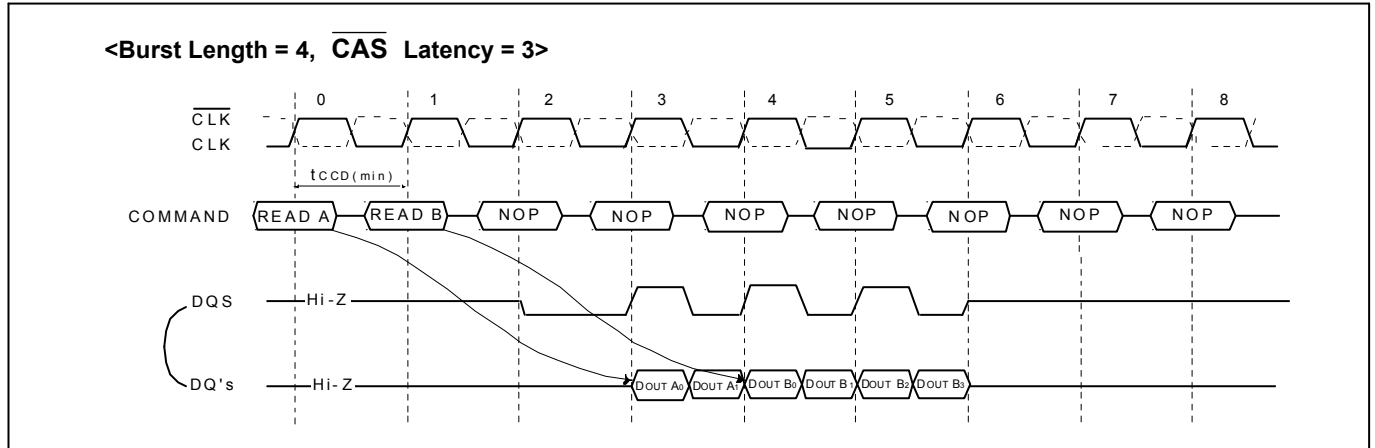 <Burst Length = 4, CAS Latency = 3>
0 1 2 3 4 5 6 7 8
CLK
CLK
tCCD(min)
COMMAND READ A READ B NOP NOP NOP NOP NOP NOP NOP
DQS Hi-Z
DQ's Hi-Z DOUT A0 DOUT A1 DOUT B0 DOUT B1 DOUT B2 DOUT B3